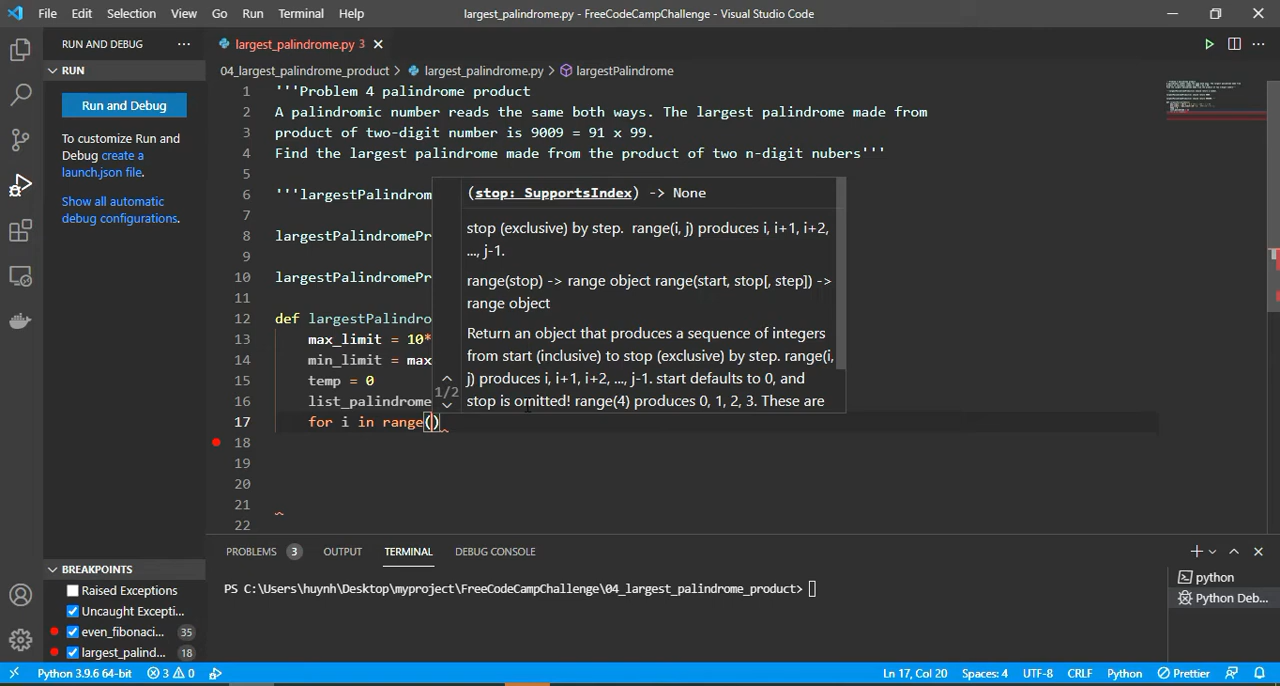 File Edit Selection View Go Run Terminal Help
largest_palindrome.py - FreeCodeCampChallenge - Visual Studio Code
RUN AND DEBUG
largest_palindrome.py 3
RUN
04_largest_palindrome_product > largest_palindrome.py > largestPalindrome
Run and Debug
To customize Run and
Debug create a
launch.json file.
Show all automatic
debug configurations.
1 '''Problem 4 palindrome product
2 A palindromic number reads the same both ways. The largest palindrome made from
3 product of two-digit number is 9009 = 91 x 99.
4 Find the largest palindrome made from the product of two n-digit nubers'''
5
6 '''largestPalindrom
7
8 largestPalindromePr
9
10 largestPalindromePr
11
12 def largestPalindro
13 max_limit = 10*
14 min_limit = max
15 temp = 0
16 list_palindrome
17 for i in range()
18
19
20
21
22
(stop: SupportsIndex) -> None
stop (exclusive) by step. range(i, j) produces i, i+1, i+2,
..., j-1.
range(stop) -> range object range(start, stop[, step]) ->
range object
Return an object that produces a sequence of integers
from start (inclusive) to stop (exclusive) by step. range(i,
j) produces i, i+1, i+2, ..., j-1. start defaults to 0, and
stop is omitted! range(4) produces 0, 1, 2, 3. These are
1/2
PROBLEMS 3 OUTPUT TERMINAL DEBUG CONSOLE
PS C:\Users\huynh\Desktop\myproject\FreeCodeCampChallenge\04_largest_palindrome_product>
python
Python Deb...
BREAKPOINTS
Raised Exceptions
Uncaught Excepti...
even_fibonaci... 35
largest_palind... 18
Python 3.9.6 64-bit 3 0
Ln 17, Col 20 Spaces: 4 UTF-8 CRLF Python Prettier